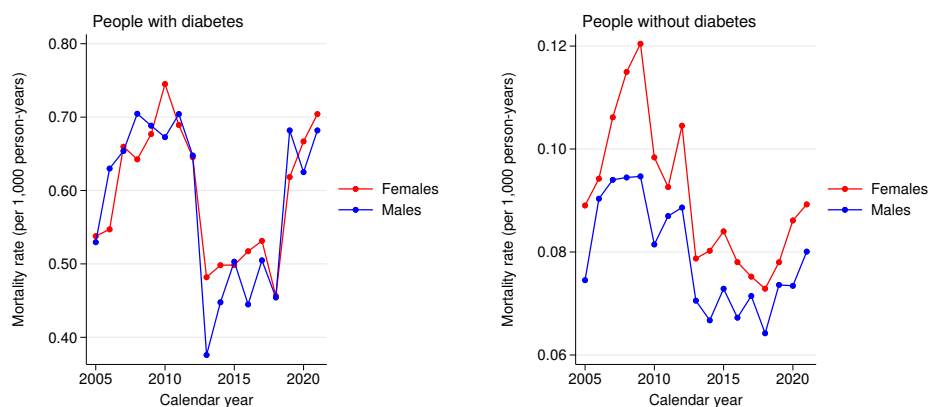 People with diabetes
Mortality rate (per 1,000 person-years)
0.80
0.70
0.60
0.50
0.40
2005
2010
2015
2020
Calendar year
Females
Males
People without diabetes
Mortality rate (per 1,000 person-years)
0.12
0.10
0.08
0.06
2005
2010
2015
2020
Calendar year
Females
Males